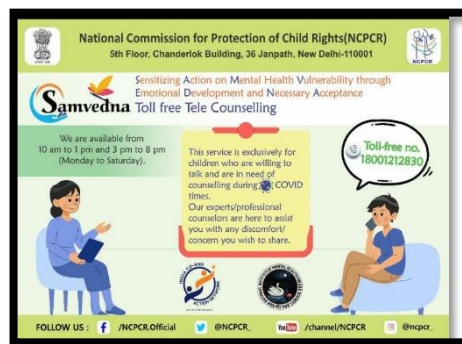 National Commission for Protection of Child Rights(NCPCR)
5th Floor, Chanderlok Building, 36 Janpath, New Delhi-110001
NCPCR
Samvedna
Sensitizing Action on Mental Health Vulnerability through
Emotional Development and Necessary Acceptance
Toll free Tele Counselling
We are available from
10 am to 1 pm and 3 pm to 8 pm
(Monday to Saturday).
This service is exclusively for
children who are willing to
talk and are in need of
counselling during COVID
times.
Our experts/professional
counselors are here to assist
you with any discomfort/
concern you wish to share.
Toll-free no.
18001212830
FOLLOW US :
/NCPCR.Official
@NCPCR_
YouTube
/channel/NCPCR
@ncpcr_